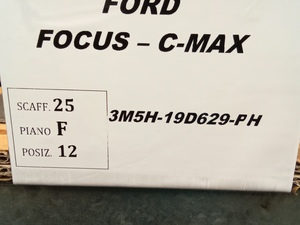 FORD
FOCUS – C-MAX
SCAFF. 25
PIANO F
POSIZ. 12
3M5H-19D629-PH